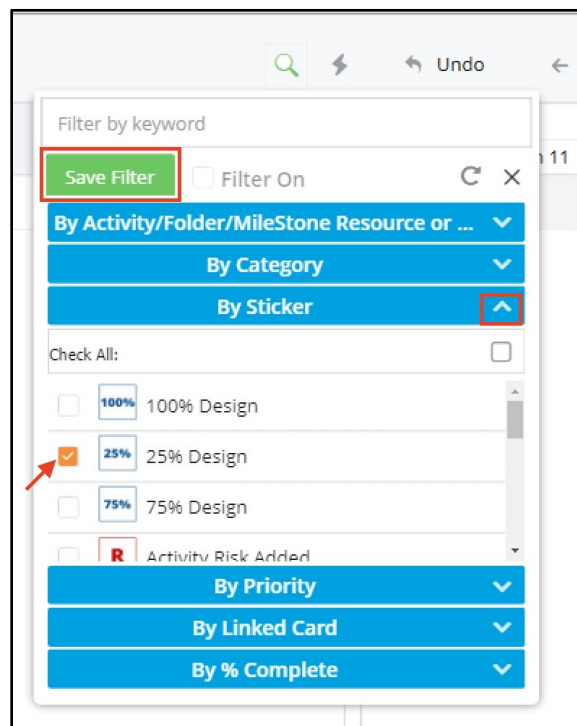 Undo
Filter by keyword
11
Save Filter
Filter On
By Activity/Folder/MileStone Resource or ...
By Category
By Sticker
Check All:
100% 100% Design
25% 25% Design
75% 75% Design
R Activity Risk Added
By Priority
By Linked Card
By % Complete